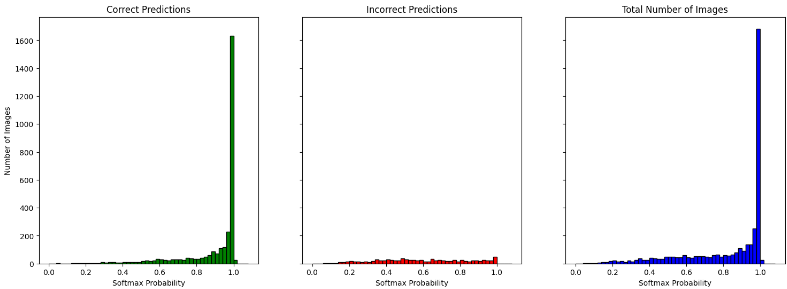 Correct Predictions
Incorrect Predictions
Total Number of Images
Number of Images
1600
1400
1200
1000
800
600
400
200
0
0.0 0.2 0.4 0.6 0.8 1.0
0.0 0.2 0.4 0.6 0.8 1.0
0.0 0.2 0.4 0.6 0.8 1.0
Softmax Probability
Softmax Probability
Softmax Probability